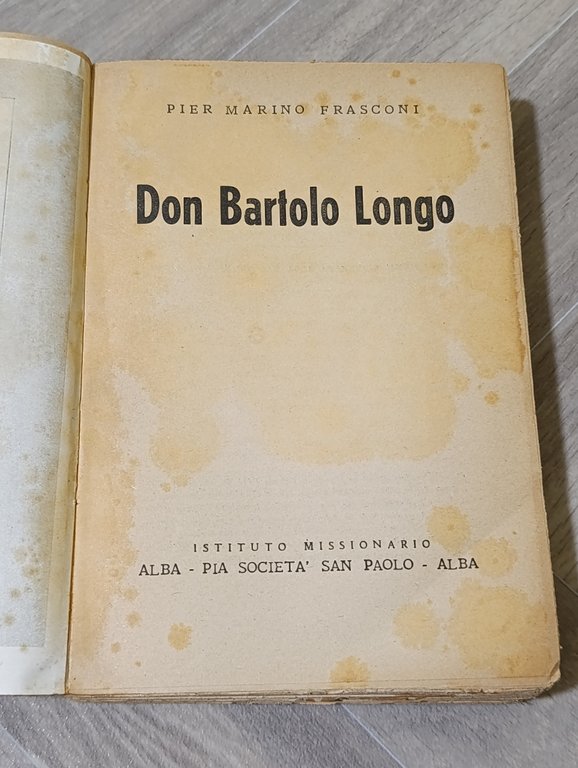 PIER MARINO FRASCONI
Don Bartolo Longo
ISTITUTO MISSIONARIO
ALBA - PIA SOCIETA' SAN PAOLO - ALBA